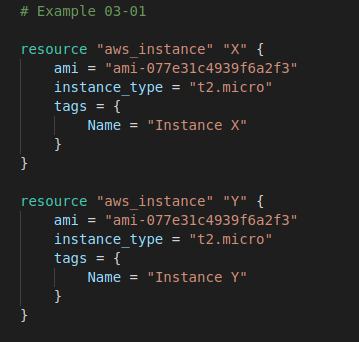 # Example 03-01
resource "aws_instance" "X" {
ami = "ami-077e31c4939f6a2f3"
instance_type = "t2.micro"
tags = {
Name = "Instance X"
}
}
resource "aws_instance" "Y" {
ami = "ami-077e31c4939f6a2f3"
instance_type = "t2.micro"
tags = {
Name = "Instance Y"
}
}